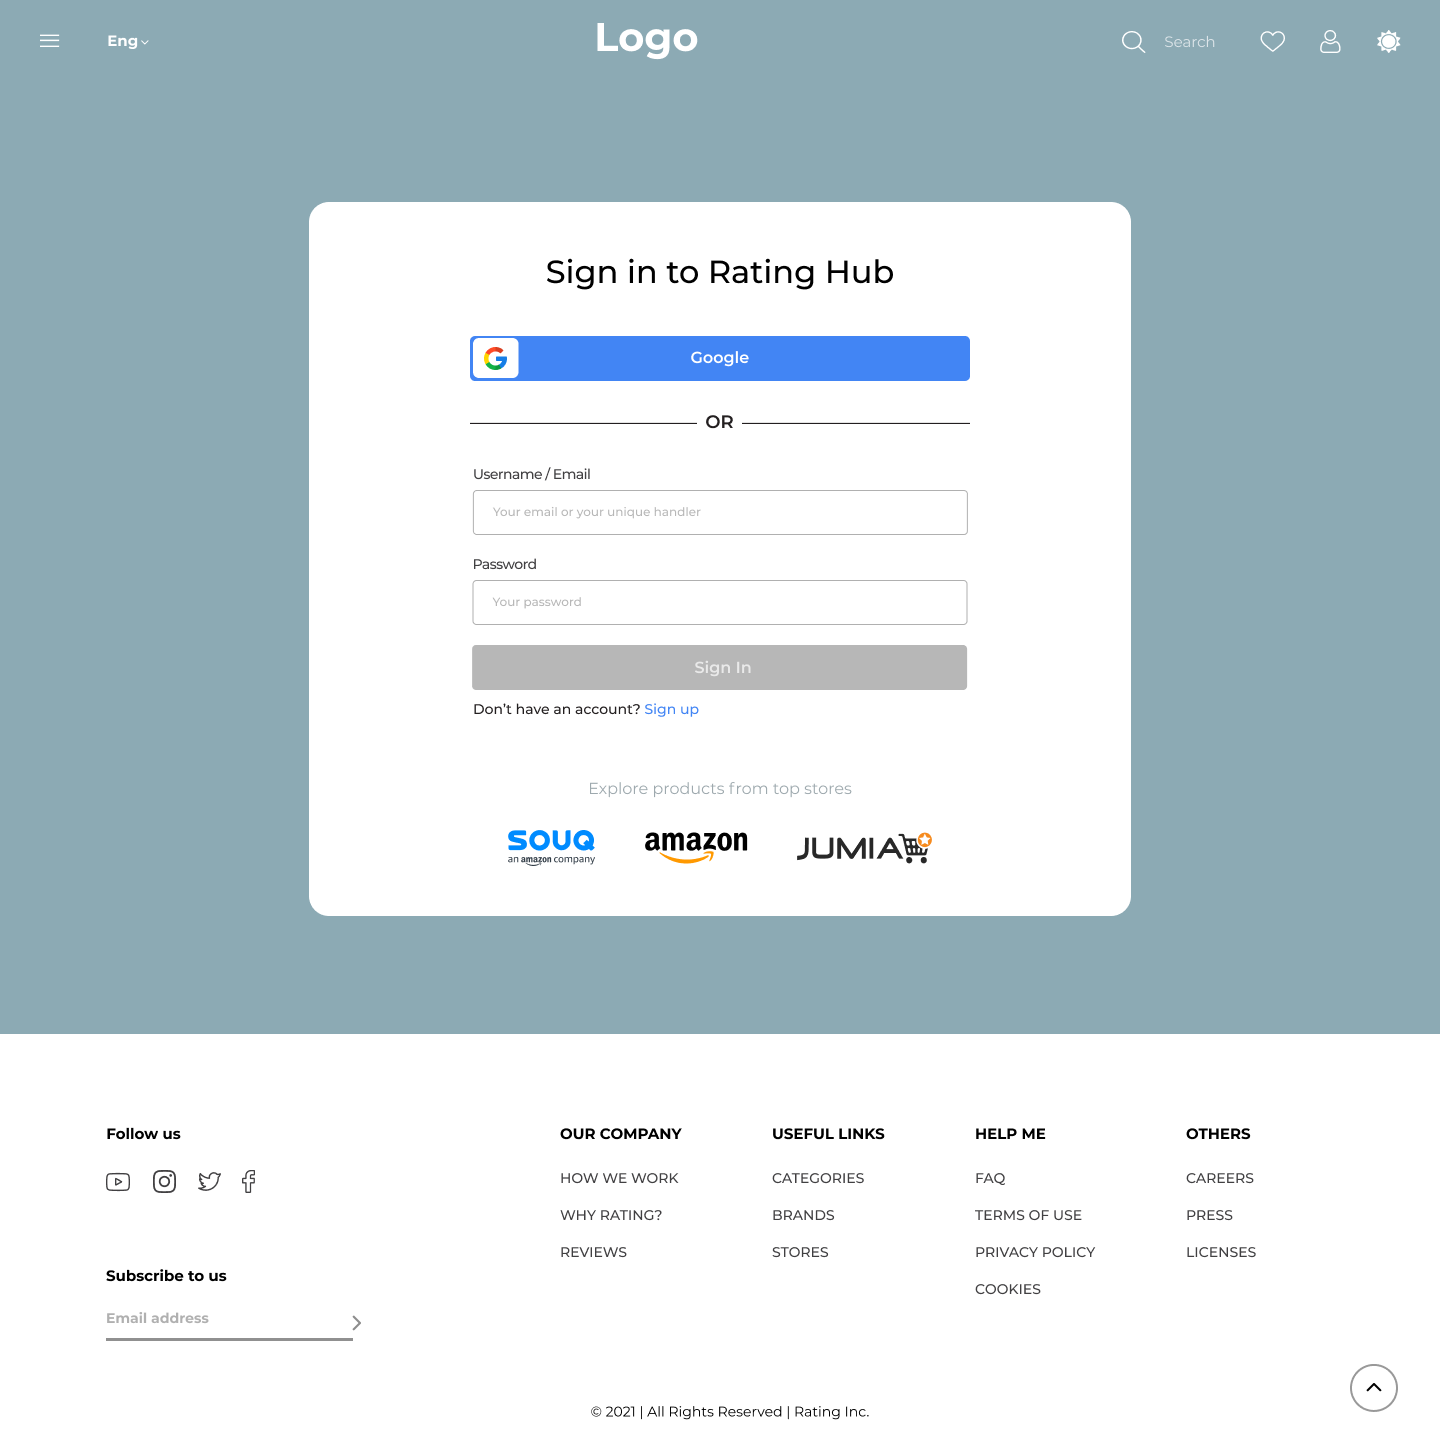 Eng
Logo
Search
Sign in to Rating Hub
Google
OR
Username / Email
Your email or your unique handler
Password
Your password
Sign In
Don't have an account? Sign up
Explore products from top stores
SOUQ
an amazon company
amazon
JUMIA
Follow us
Subscribe to us
Email address
OUR COMPANY
HOW WE WORK
WHY RATING?
REVIEWS
USEFUL LINKS
CATEGORIES
BRANDS
STORES
HELP ME
FAQ
TERMS OF USE
PRIVACY POLICY
COOKIES
OTHERS
CAREERS
PRESS
LICENSES
© 2021 | All Rights Reserved | Rating Inc.